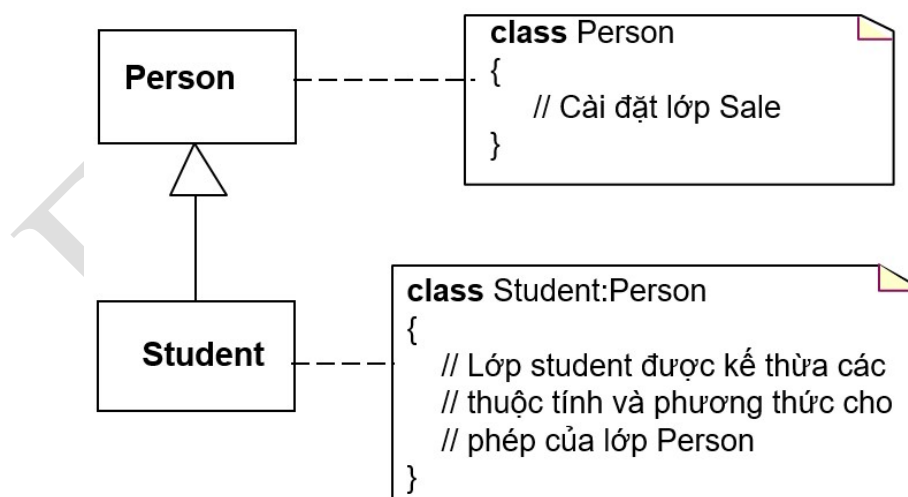 Person
class Person
{
// Cài đặt lớp Sale
}
Student
class Student:Person
{
// Lớp student được kế thừa các
// thuộc tính và phương thức cho
// phép của lớp Person
}